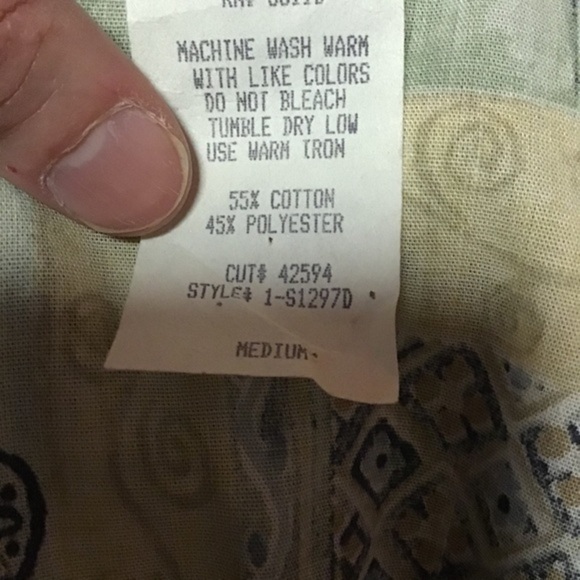 MACHINE WASH WARM
WITH LIKE COLORS
DO NOT BLEACH
TUMBLE DRY LOW
USE WARM IRON
55% COTTON
45% POLYESTER
CUT# 42594
STYLE# 1-S1297D
MEDIUM